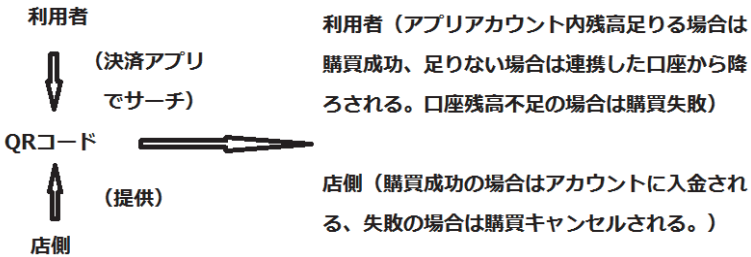 利用者
(決済アプリ
でサーチ)
QRコード
(提供)
店側
利用者(アプリアカウント内残高足りる場合は
購買成功、足りない場合は連携した口座から降
ろされる。口座残高不足の場合は購買失敗)
店側(購買成功の場合はアカウントに入金され
る、失敗の場合は購買キャンセルされる。)